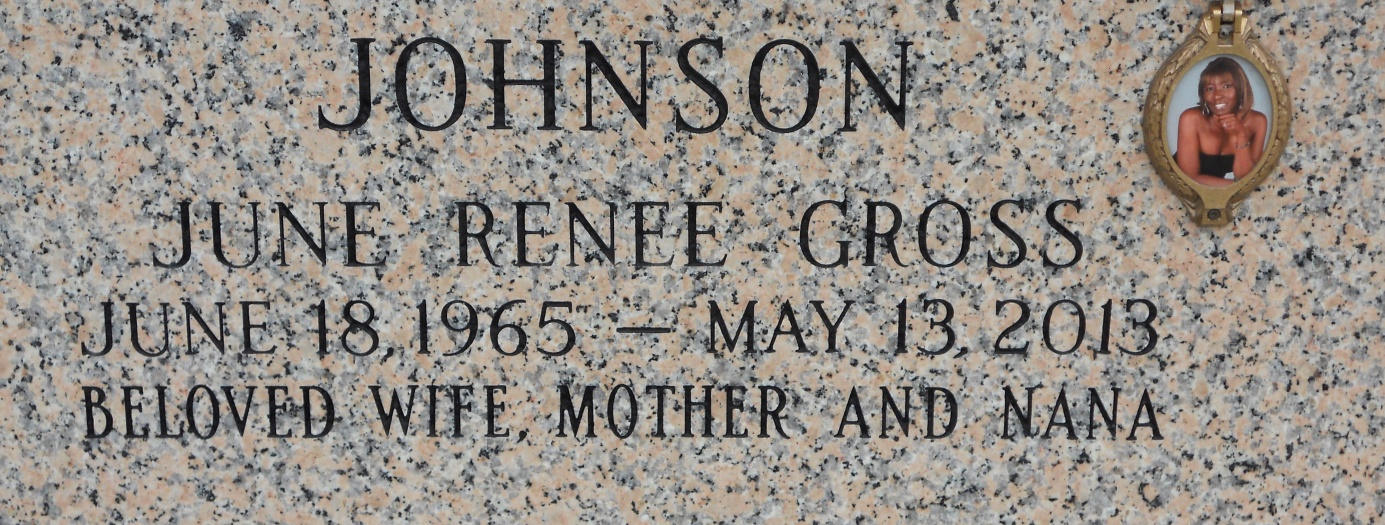 JOHNSON
JUNE RENEE GROSS
JUNE 18, 1965 — MAY 13, 2013
BELOVED WIFE, MOTHER AND NANA